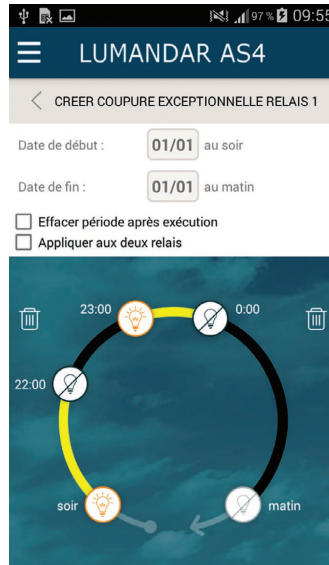 97 % 09:55
LUMANDAR AS4
CREER COUPURE EXCEPTIONNELLE RELAIS 1
Date de début : 01/01 au soir
Date de fin : 01/01 au matin
Effacer période après exécution
Appliquer aux deux relais
23:00 0:00
22:00
soir matin